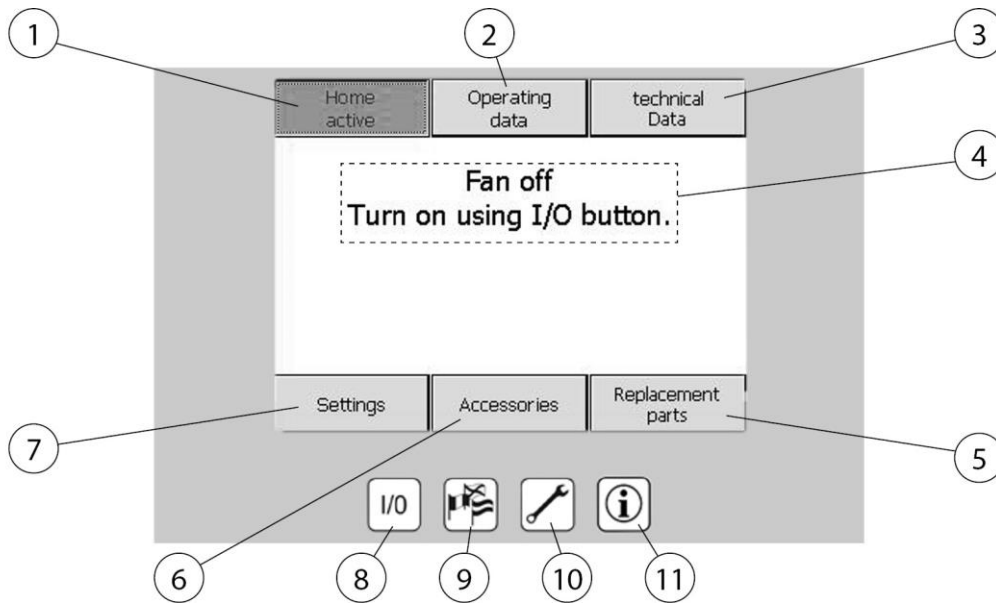 1
2
3
Home
active
Operating
data
technical
Data
4
Fan off
Turn on using I/O button.
Settings
Accessories
Replacement
parts
7
5
I/0
i
6
8
9
10
11